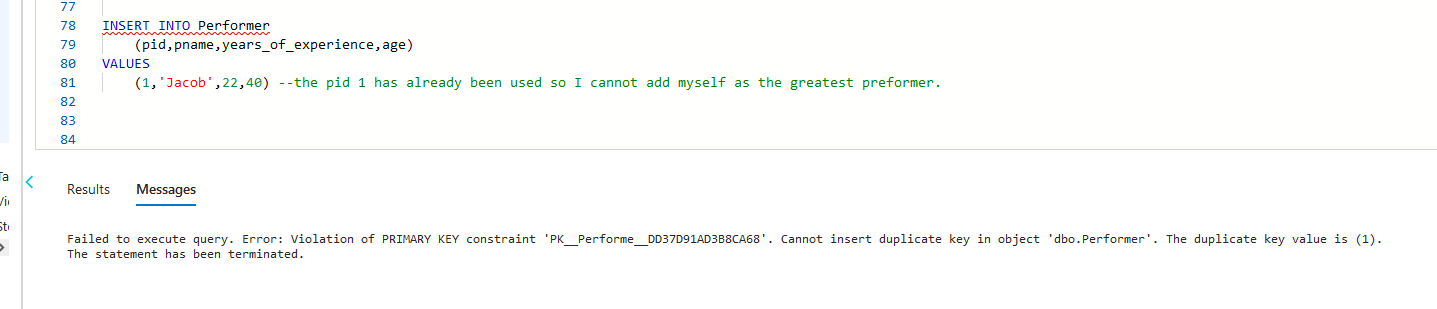 77
78 INSERT INTO Performer
79 (pid,pname,years_of_experience,age)
80 VALUES
81 (1,'Jacob',22,40) --the pid 1 has already been used so I cannot add myself as the greatest preformer.
82
83
84
Ta
Vi
St
Results Messages
Failed to execute query. Error: Violation of PRIMARY KEY constraint 'PK__Performe__DD37D91AD3B8CA68'. Cannot insert duplicate key in object 'dbo.Performer'. The duplicate key value is (1).
The statement has been terminated.